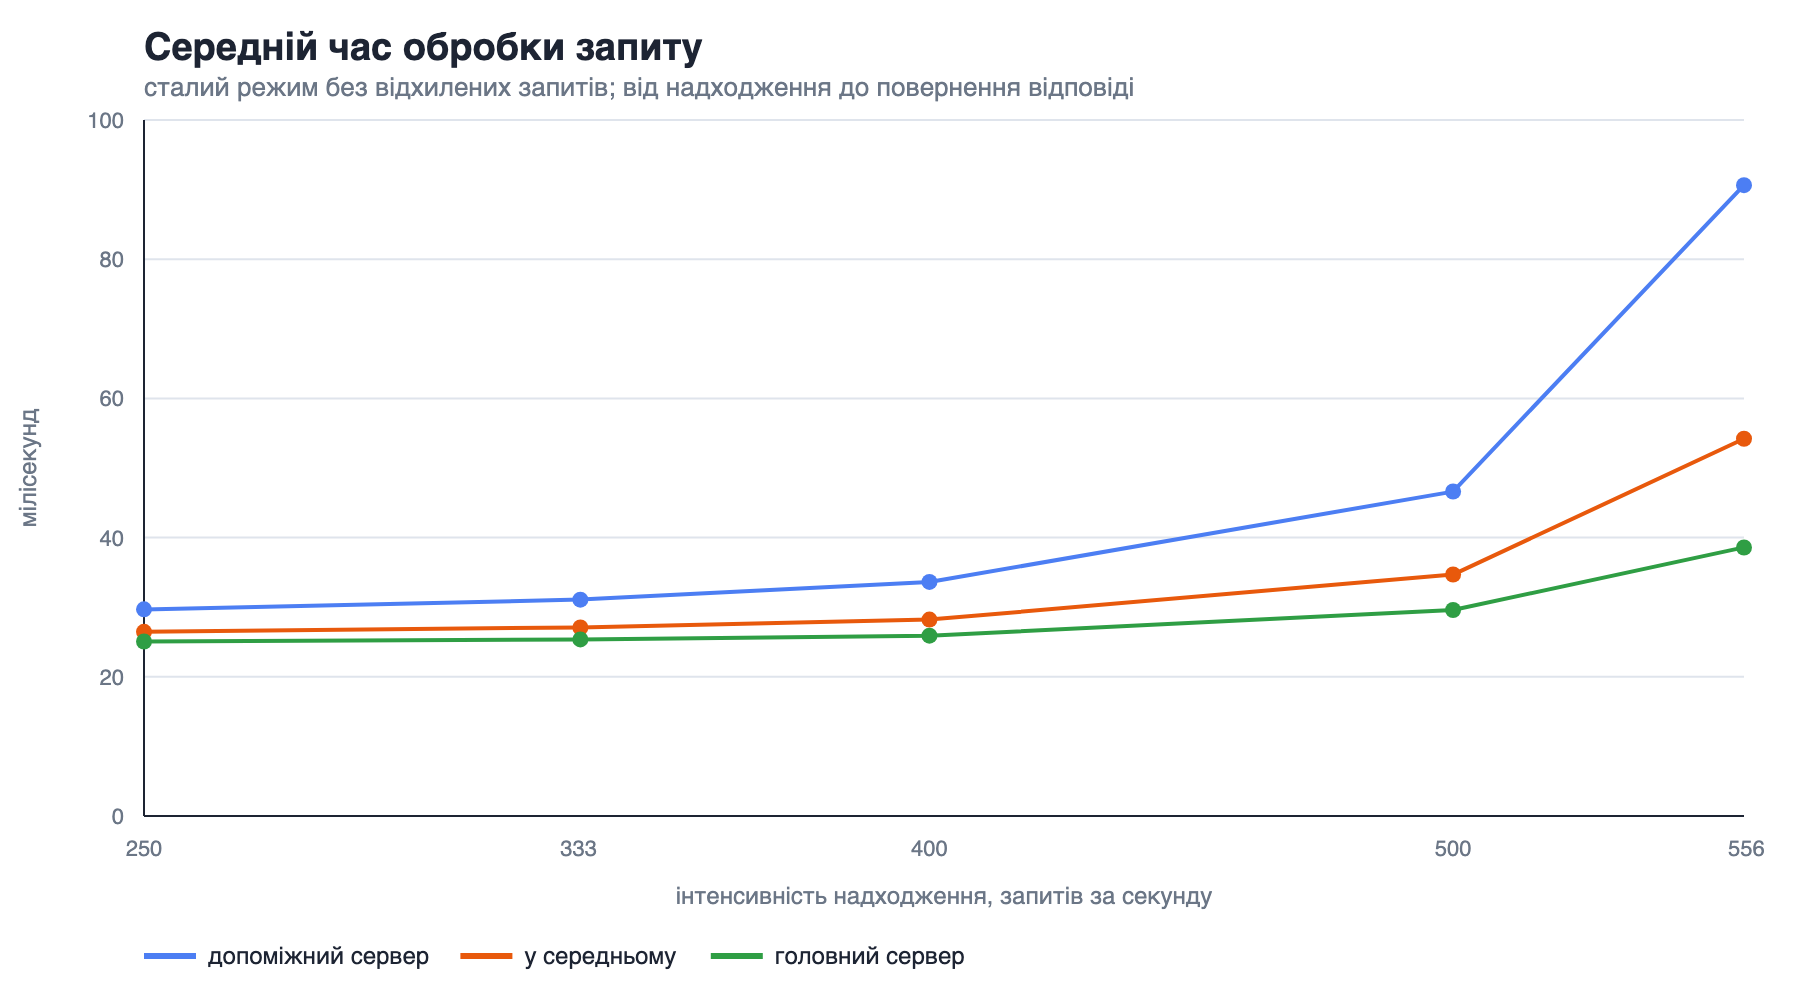 Середній час обробки запиту
сталий режим без відхилених запитів; від надходження до повернення відповіді
100
80
60
40
20
0
мілісекунд
250 333 400 500 556
інтенсивність надходження, запитів за секунду
допоміжний сервер у середньому головний сервер